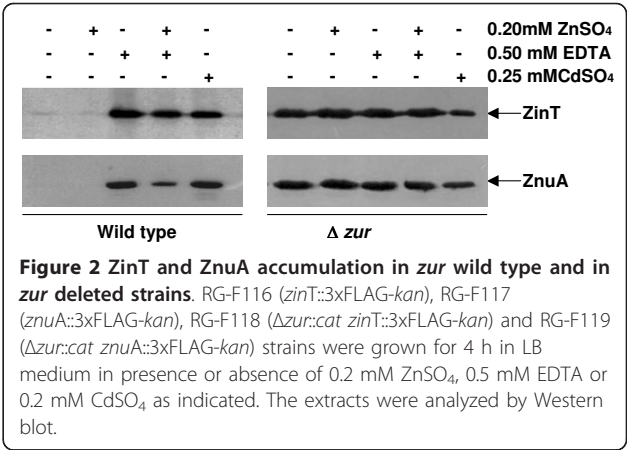 - + - + - - + - + - 0.20mM ZnSO₄
- - + + - - - + + - 0.50 mM EDTA
- - - - + - - - - + 0.25 mMCdSO₄
ZinT
ZnuA
Wild type Δ zur
Figure 2 ZinT and ZnuA accumulation in zur wild type and in
zur deleted strains. RG-F116 (zinT::3xFLAG-kan), RG-F117
(znuA::3xFLAG-kan), RG-F118 (Δzur::cat zinT::3xFLAG-kan) and RG-F119
(Δzur::cat znuA::3xFLAG-kan) strains were grown for 4 h in LB
medium in presence or absence of 0.2 mM ZnSO₄, 0.5 mM EDTA or
0.2 mM CdSO₄ as indicated. The extracts were analyzed by Western
blot.